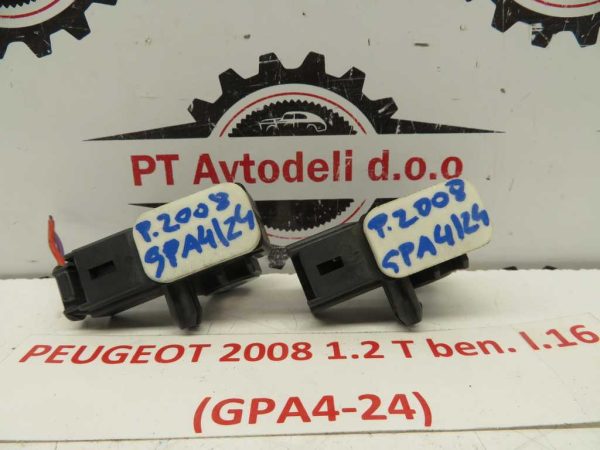 PT Avtodeli d.o.o
P.2008
GPA4/24
P.2008
GPA4/24
PEUGEOT 2008 1.2 T ben. l.16
(GPA4-24)